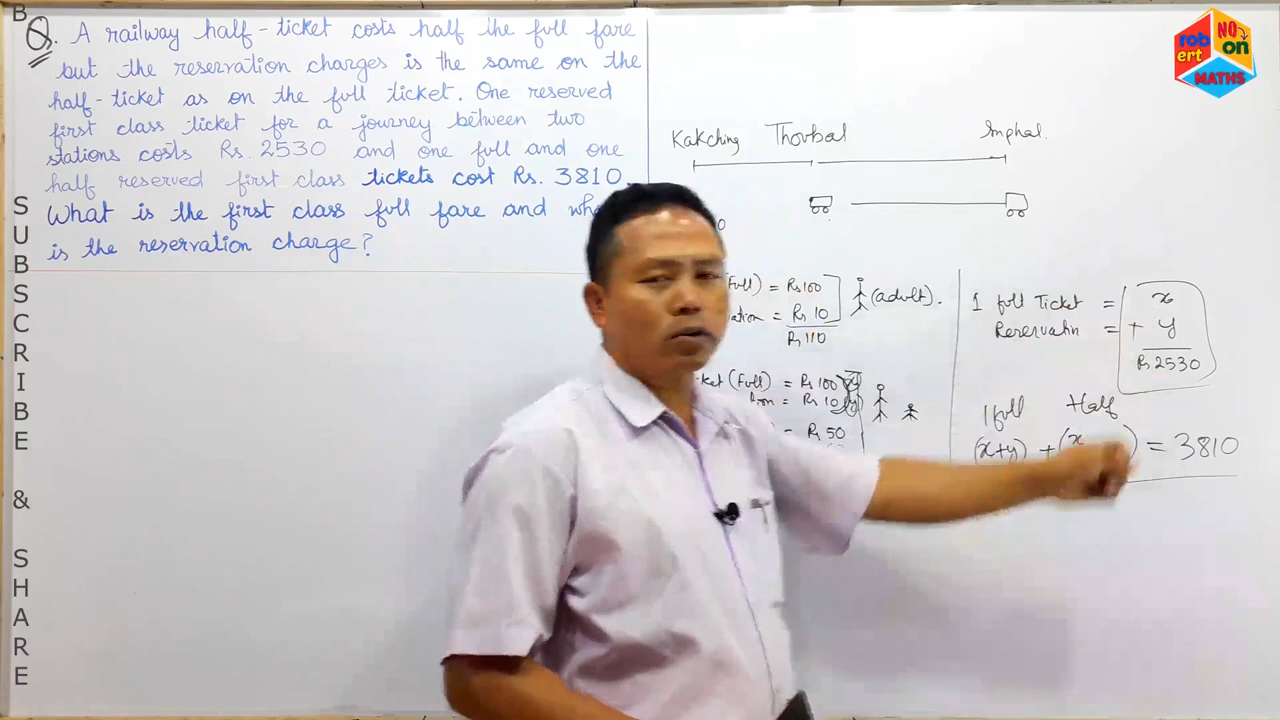 Q. A railway half-ticket costs half the full fare
but the reservation charges is the same on the
half-ticket as on the full ticket. One reserved
first class ticket for a journey between two
stations costs Rs. 2530 and one full and one
half reserved first class tickets cost Rs. 3810.
What is the first class full fare and
is the reservation charge?
Kakching Thoubal Imphal.
= Rs 100
= Rs 10
Rs 110
(adult).
(Full) = Rs 100
= Rs 10
= Rs 50
1 full Ticket = x
Reservatin = + y
Rs 2530
1 full Half
(x+y) + (x ) = 3810
robert
NO on
MATHS
B
SUBSCRIBE & SHARE